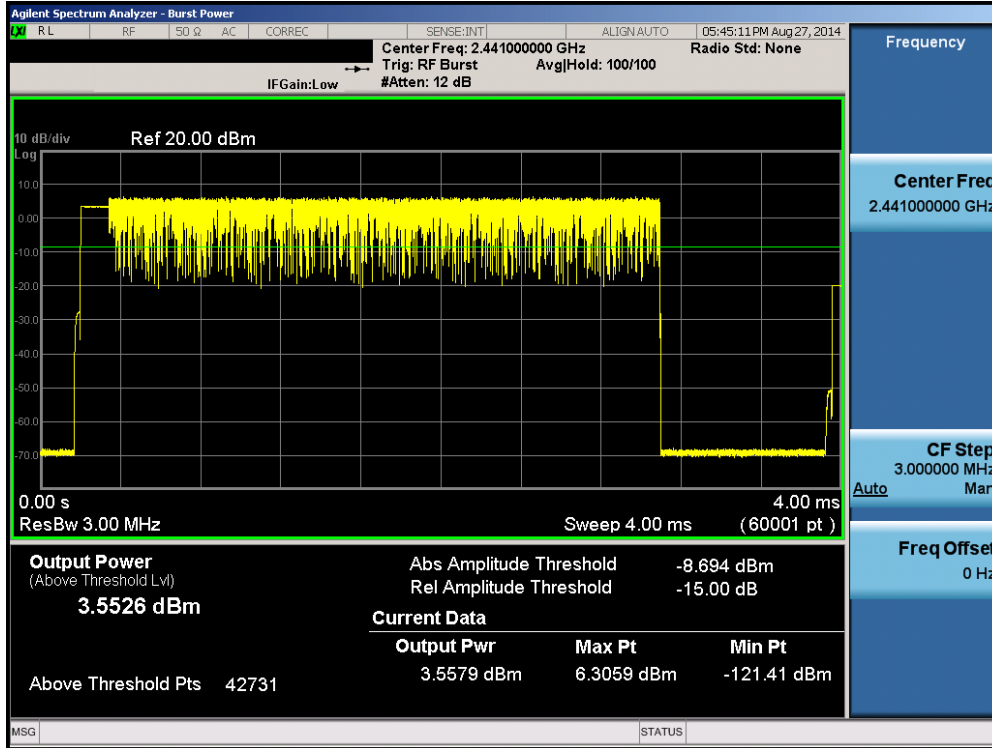 Agilent Spectrum Analyzer - Burst Power
LXI RL RF 50 Ω AC CORREC SENSE:INT ALIGN AUTO 05:45:11 PM Aug 27, 2014
Center Freq: 2.441000000 GHz Radio Std: None
Trig: RF Burst Avg|Hold: 100/100
IFGain:Low #Atten: 12 dB
10 dB/div Ref 20.00 dBm
Log
10.0
0.00
-10.0
-20.0
-30.0
-40.0
-50.0
-60.0
-70.0
0.00 s 4.00 ms
ResBw 3.00 MHz Sweep 4.00 ms (60001 pt )
Output Power
(Above Threshold Lvl)
3.5526 dBm
Above Threshold Pts 42731
Abs Amplitude Threshold -8.694 dBm
Rel Amplitude Threshold -15.00 dB
Current Data
Output Pwr Max Pt Min Pt
3.5579 dBm 6.3059 dBm -121.41 dBm
MSG STATUS
Frequency
Center Freq
2.441000000 GHz
CF Step
3.000000 MHz
Auto Man
Freq Offset
0 Hz